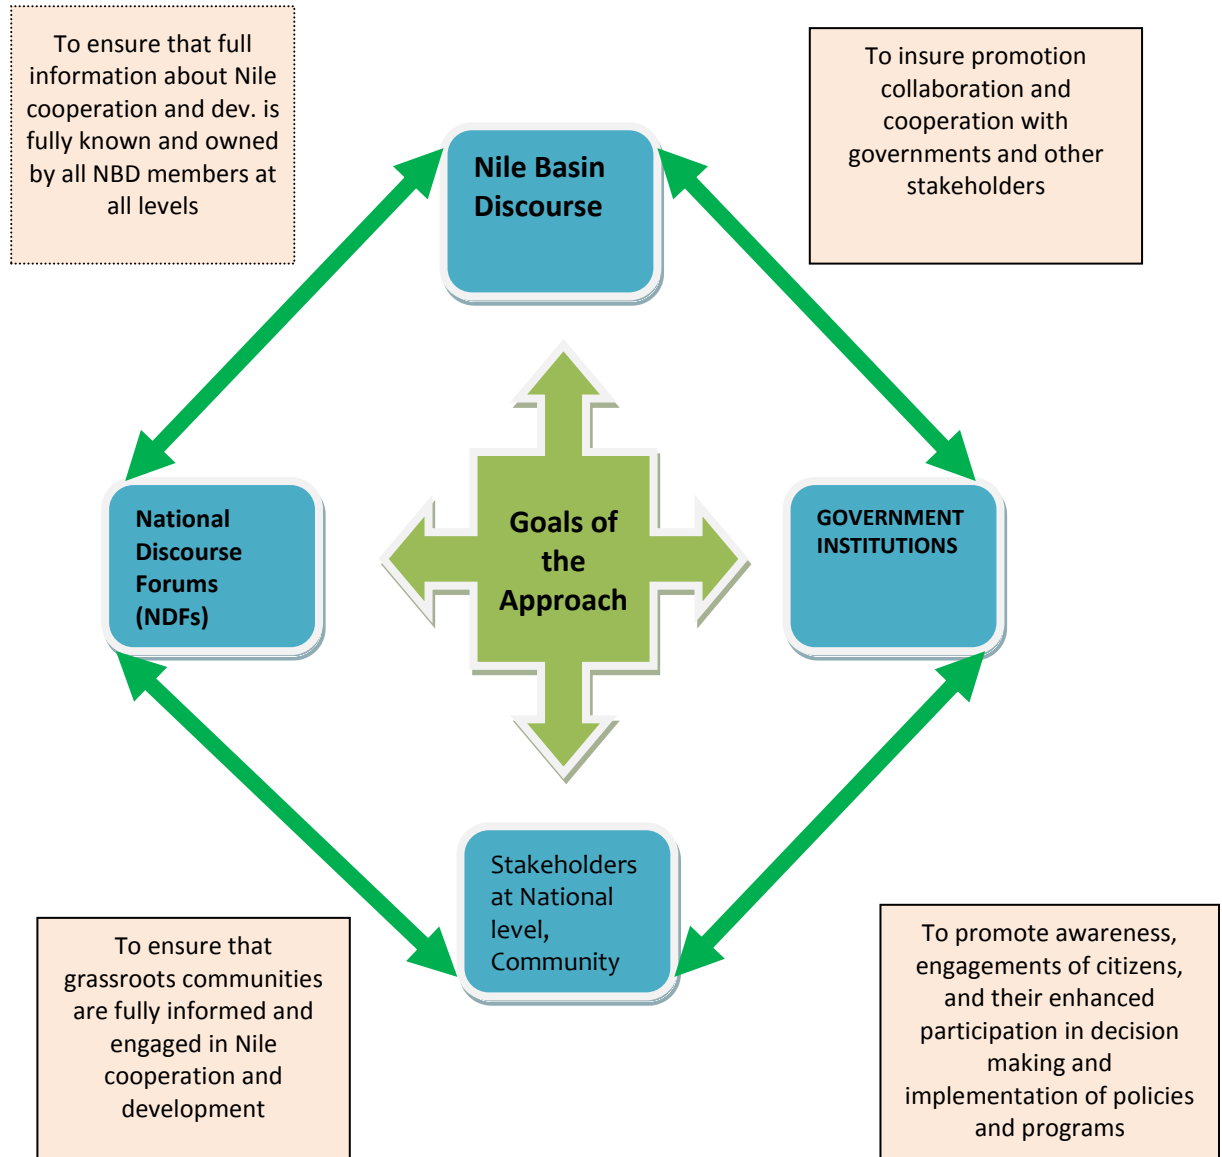 To ensure that full
information about Nile
cooperation and dev. is
fully known and owned
by all NBD members at
all levels
To insure promotion
collaboration and
cooperation with
governments and other
stakeholders
Nile Basin
Discourse
National
Discourse
Forums
(NDFs)
Goals of
the
Approach
GOVERNMENT
INSTITUTIONS
Stakeholders
at National
level,
Community
To ensure that
grassroots communities
are fully informed and
engaged in Nile
cooperation and
development
To promote awareness,
engagements of citizens,
and their enhanced
participation in decision
making and
implementation of policies
and programs